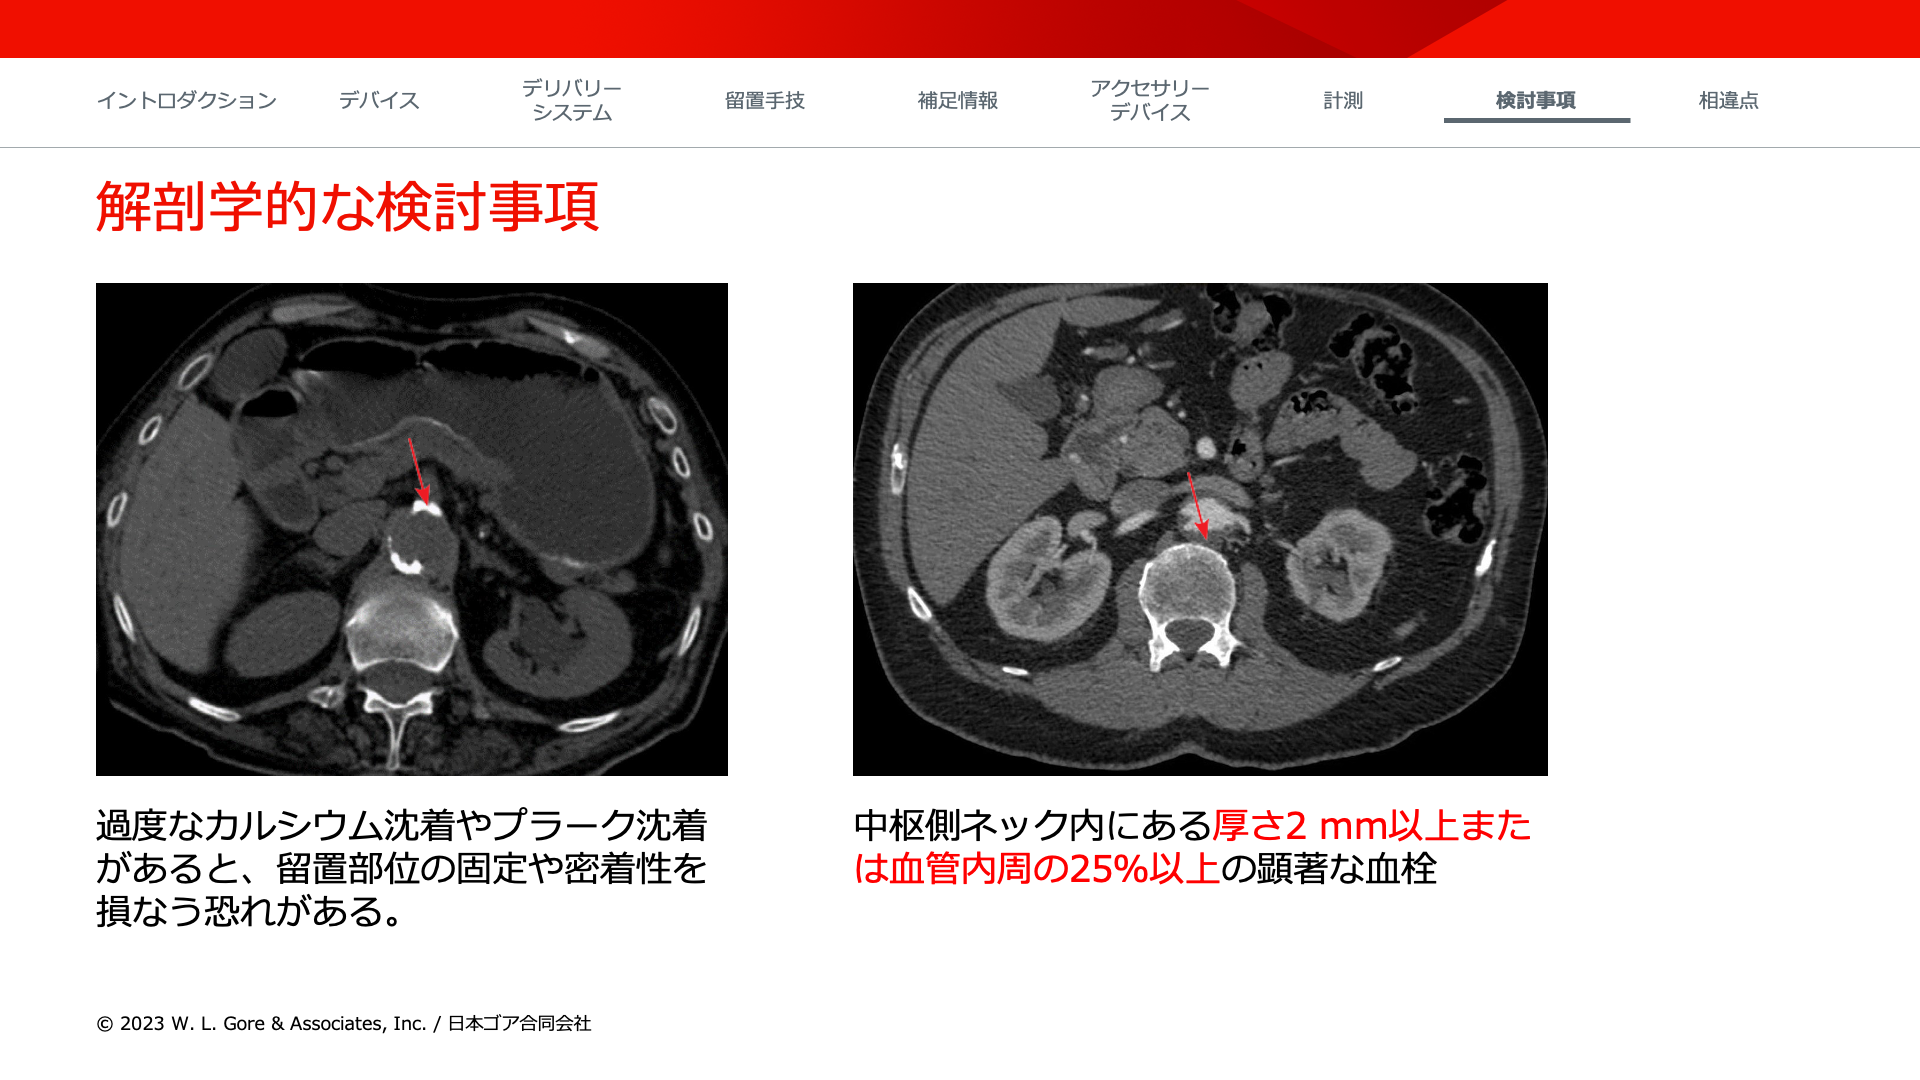 イントロダクション
デバイス
デリバリー
システム
留置手技
補足情報
アクセサリー
デバイス
計測
検討事項
相違点
解剖学的な検討事項
過度なカルシウム沈着やプラーク沈着
があると、留置部位の固定や密着性を
損なう恐れがある。
中枢側ネック内にある厚さ2 mm以上また
は血管内周の25%以上の顕著な血栓
© 2023 W. L. Gore & Associates, Inc. / 日本ゴア合同会社